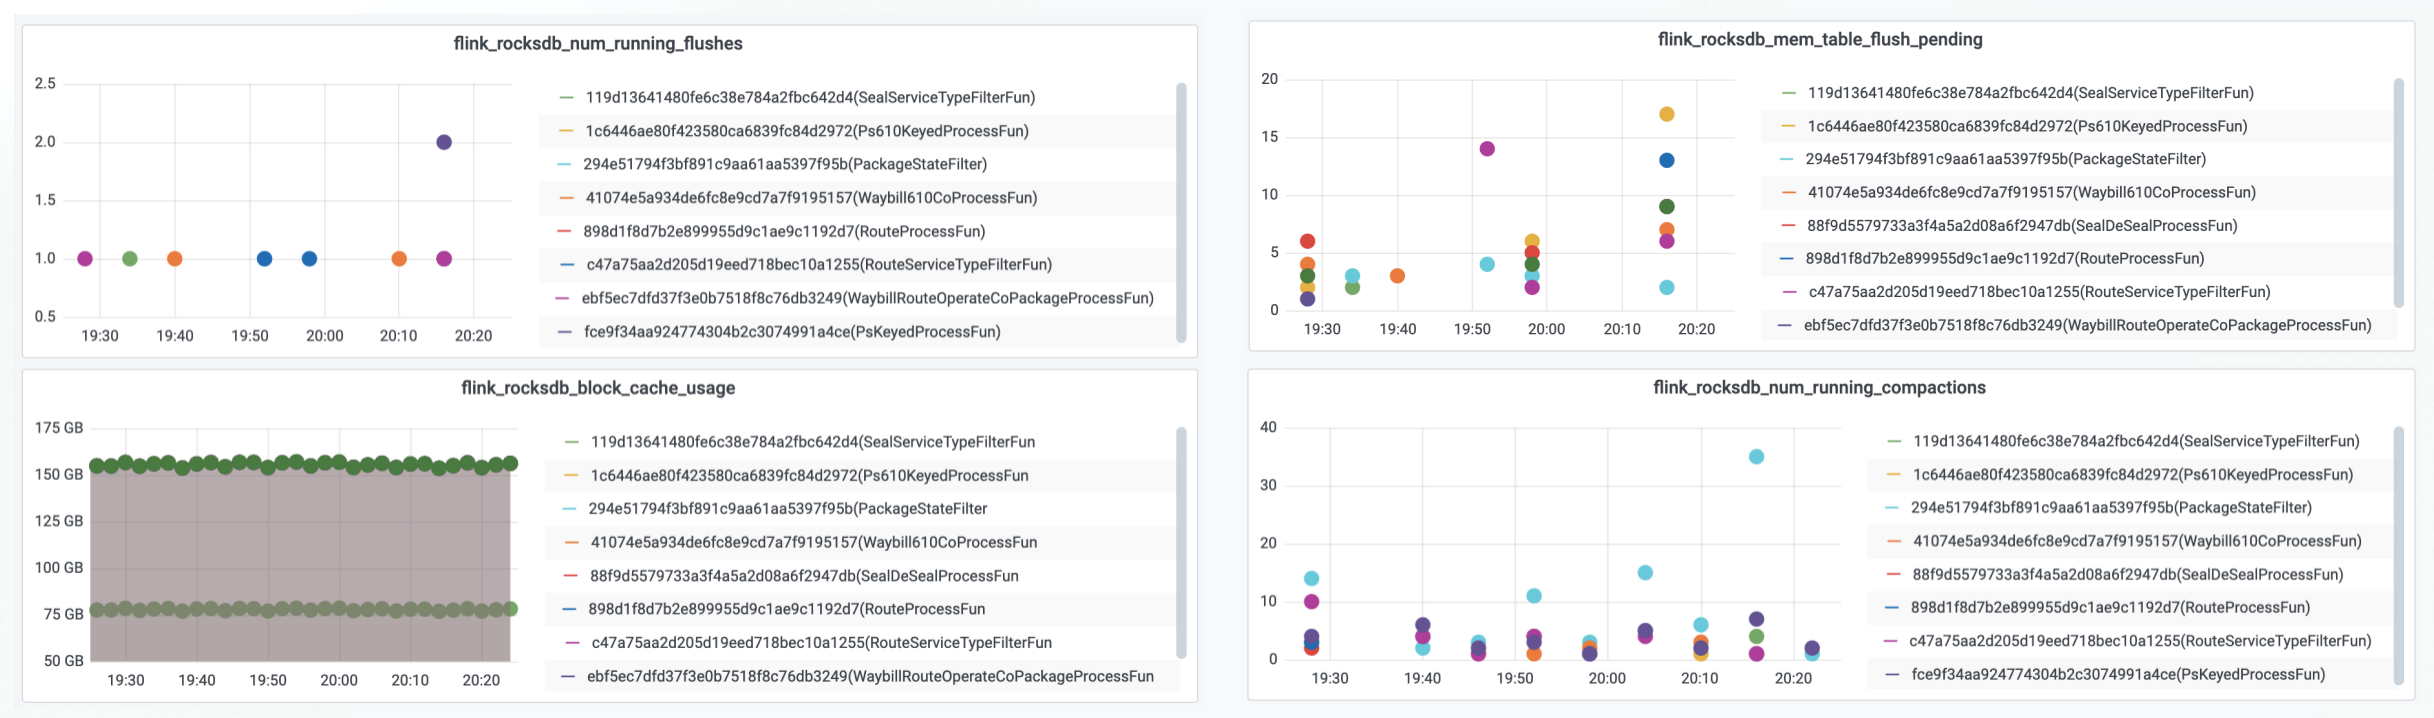 flink_rocksdb_num_running_flushes
2.5
2.0
1.5
1.0
0.5
19:30 19:40 19:50 20:00 20:10 20:20
119d13641480fe6c38e784a2fbc642d4(SealServiceTypeFilterFun)
1c6446ae80f423580ca6839fc84d2972(Ps610KeyedProcessFun)
294e51794f3bf891c9aa61aa5397f95b(PackageStateFilter)
41074e5a934de6fc8e9cd7a7f9195157(Waybill610CoProcessFun)
898d1f8d7b2e899955d9c1ae9c1192d7(RouteProcessFun)
c47a75aa2d205d19eed718bec10a1255(RouteServiceTypeFilterFun)
ebf5ec7dfd37f3e0b7518f8c76db3249(WaybillRouteOperateCoPackageProcessFun)
fce9f34aa924774304b2c3074991a4ce(PsKeyedProcessFun)
flink_rocksdb_mem_table_flush_pending
20
15
10
5
0
19:30 19:40 19:50 20:00 20:10 20:20
119d13641480fe6c38e784a2fbc642d4(SealServiceTypeFilterFun)
1c6446ae80f423580ca6839fc84d2972(Ps610KeyedProcessFun)
294e51794f3bf891c9aa61aa5397f95b(PackageStateFilter)
41074e5a934de6fc8e9cd7a7f9195157(Waybill610CoProcessFun)
88f9d5579733a3f4a5a2d08a6f2947db(SealDeSealProcessFun)
898d1f8d7b2e899955d9c1ae9c1192d7(RouteProcessFun)
c47a75aa2d205d19eed718bec10a1255(RouteServiceTypeFilterFun)
ebf5ec7dfd37f3e0b7518f8c76db3249(WaybillRouteOperateCoPackageProcessFun)
flink_rocksdb_block_cache_usage
175 GB
150 GB
125 GB
100 GB
75 GB
50 GB
19:30 19:40 19:50 20:00 20:10 20:20
119d13641480fe6c38e784a2fbc642d4(SealServiceTypeFilterFun
1c6446ae80f423580ca6839fc84d2972(Ps610KeyedProcessFun
294e51794f3bf891c9aa61aa5397f95b(PackageStateFilter
41074e5a934de6fc8e9cd7a7f9195157(Waybill610CoProcessFun
88f9d5579733a3f4a5a2d08a6f2947db(SealDeSealProcessFun
898d1f8d7b2e899955d9c1ae9c1192d7(RouteProcessFun
c47a75aa2d205d19eed718bec10a1255(RouteServiceTypeFilterFun
ebf5ec7dfd37f3e0b7518f8c76db3249(WaybillRouteOperateCoPackageProcessFun
flink_rocksdb_num_running_compactions
40
30
20
10
0
19:30 19:40 19:50 20:00 20:10 20:20
119d13641480fe6c38e784a2fbc642d4(SealServiceTypeFilterFun)
1c6446ae80f423580ca6839fc84d2972(Ps610KeyedProcessFun)
294e51794f3bf891c9aa61aa5397f95b(PackageStateFilter)
41074e5a934de6fc8e9cd7a7f9195157(Waybill610CoProcessFun)
88f9d5579733a3f4a5a2d08a6f2947db(SealDeSealProcessFun)
898d1f8d7b2e899955d9c1ae9c1192d7(RouteProcessFun)
c47a75aa2d205d19eed718bec10a1255(RouteServiceTypeFilterFun)
fce9f34aa924774304b2c3074991a4ce(PsKeyedProcessFun)